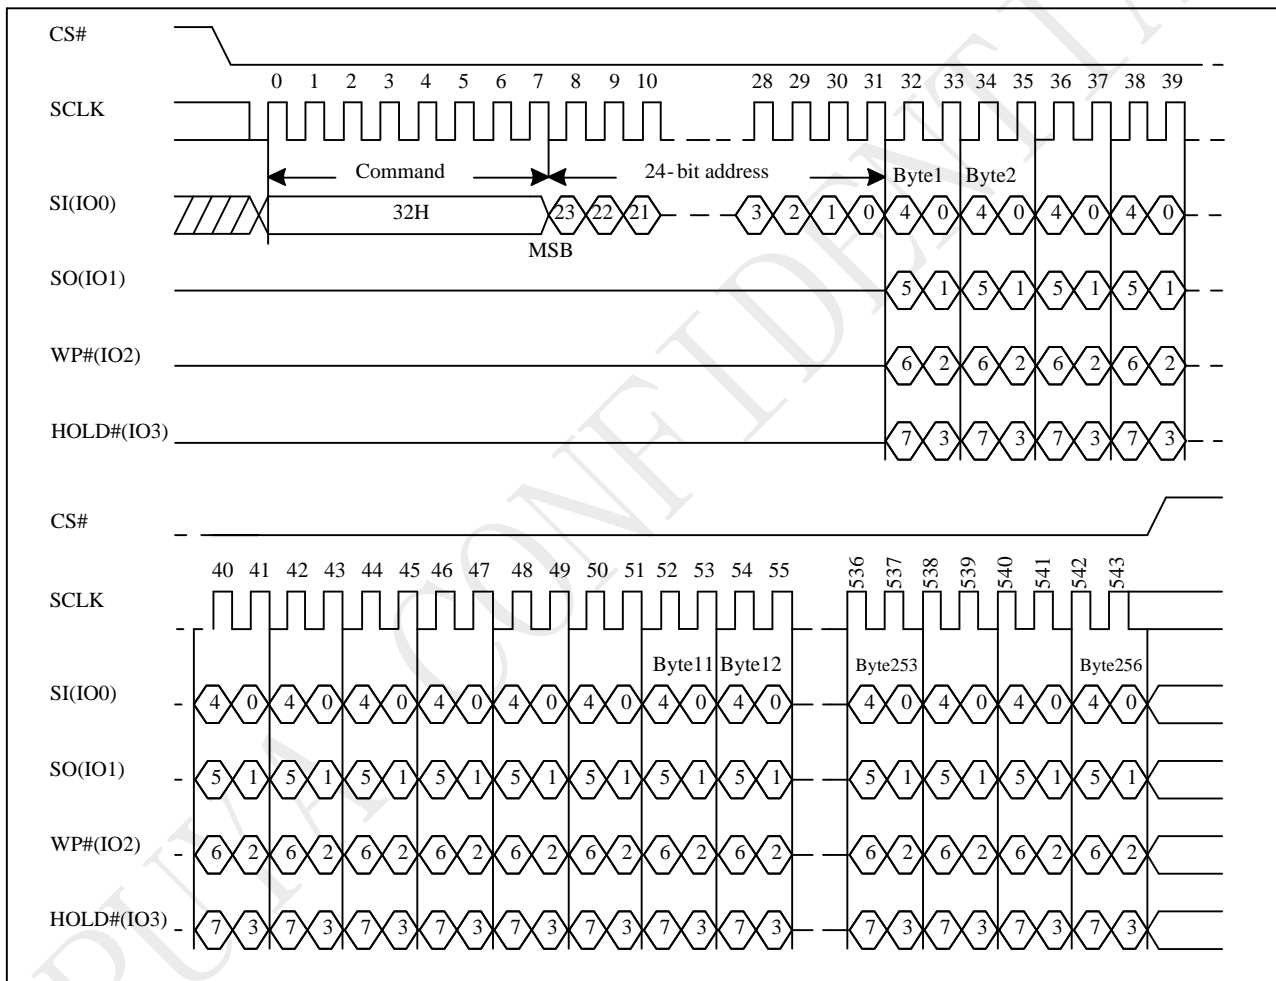 CS#
0 1 2 3 4 5 6 7 8 9 10 28 29 30 31 32 33 34 35 36 37 38 39
SCLK
Command 24-bit address Byte1 Byte2
SI(IO0) 32H 23 22 21 3 2 1 0 4 0 4 0 4 0 4 0
MSB
SO(IO1) 5 1 5 1 5 1 5 1
WP#(IO2) 6 2 6 2 6 2 6 2
HOLD#(IO3) 7 3 7 3 7 3 7 3
CS#
40 41 42 43 44 45 46 47 48 49 50 51 52 53 54 55 536 537 538 539 540 541 542 543
SCLK
Byte11 Byte12 Byte253 Byte256
SI(IO0) 4 0 4 0 4 0 4 0 4 0 4 0 4 0 4 0 4 0 4 0 4 0 4 0
SO(IO1) 5 1 5 1 5 1 5 1 5 1 5 1 5 1 5 1 5 1 5 1 5 1 5 1
WP#(IO2) 6 2 6 2 6 2 6 2 6 2 6 2 6 2 6 2 6 2 6 2 6 2 6 2
HOLD#(IO3) 7 3 7 3 7 3 7 3 7 3 7 3 7 3 7 3 7 3 7 3 7 3 7 3
PUYA CONFIDENTIA